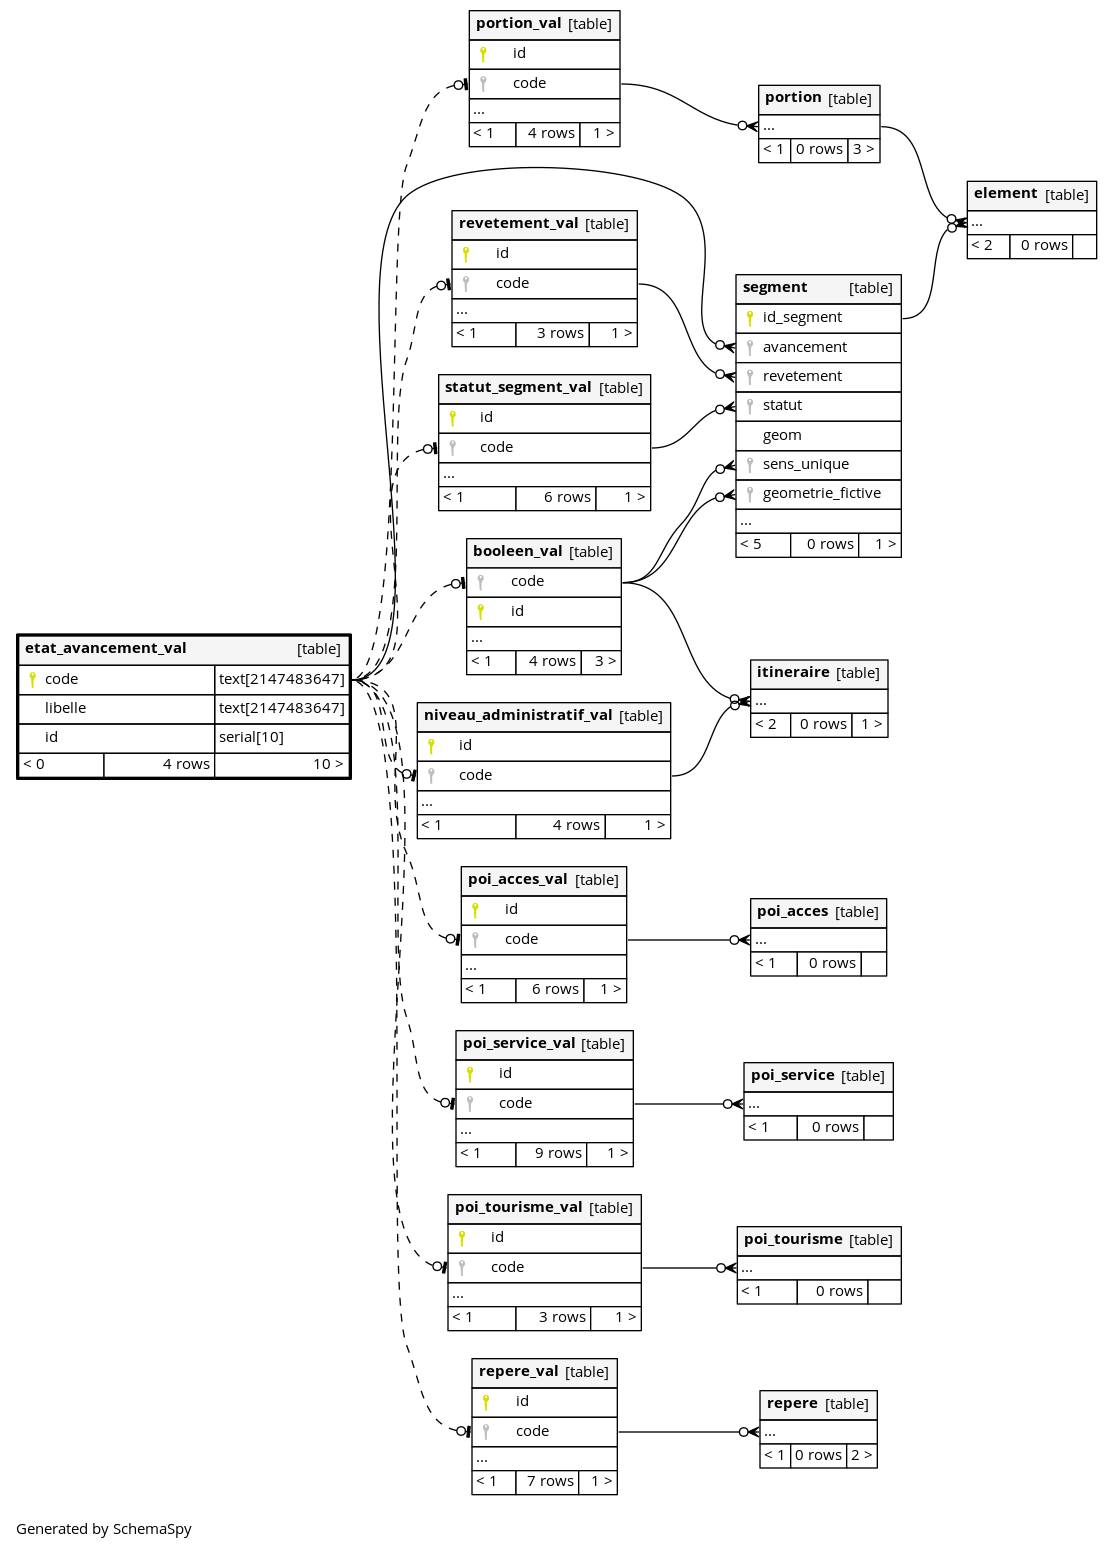 portion_val [table]
id
code
...
< 1 4 rows 1 >
portion [table]
...
< 1 0 rows 3 >
element [table]
...
< 2 0 rows
revetement_val [table]
id
code
...
< 1 3 rows 1 >
segment [table]
id_segment
avancement
revetement
statut
geom
sens_unique
geometrie_fictive
...
< 5 0 rows 1 >
statut_segment_val [table]
id
code
...
< 1 6 rows 1 >
booleen_val [table]
code
id
...
< 1 4 rows 3 >
etat_avancement_val [table]
code text[2147483647]
libelle text[2147483647]
id serial[10]
< 0 4 rows 10 >
itineraire [table]
...
< 2 0 rows 1 >
niveau_administratif_val [table]
id
code
...
< 1 4 rows 1 >
poi_acces_val [table]
id
code
...
< 1 6 rows 1 >
poi_acces [table]
...
< 1 0 rows
poi_service_val [table]
id
code
...
< 1 9 rows 1 >
poi_service [table]
...
< 1 0 rows
poi_tourisme_val [table]
id
code
...
< 1 3 rows 1 >
poi_tourisme [table]
...
< 1 0 rows
repere_val [table]
id
code
...
< 1 7 rows 1 >
repere [table]
...
< 1 0 rows 2 >
Generated by SchemaSpy